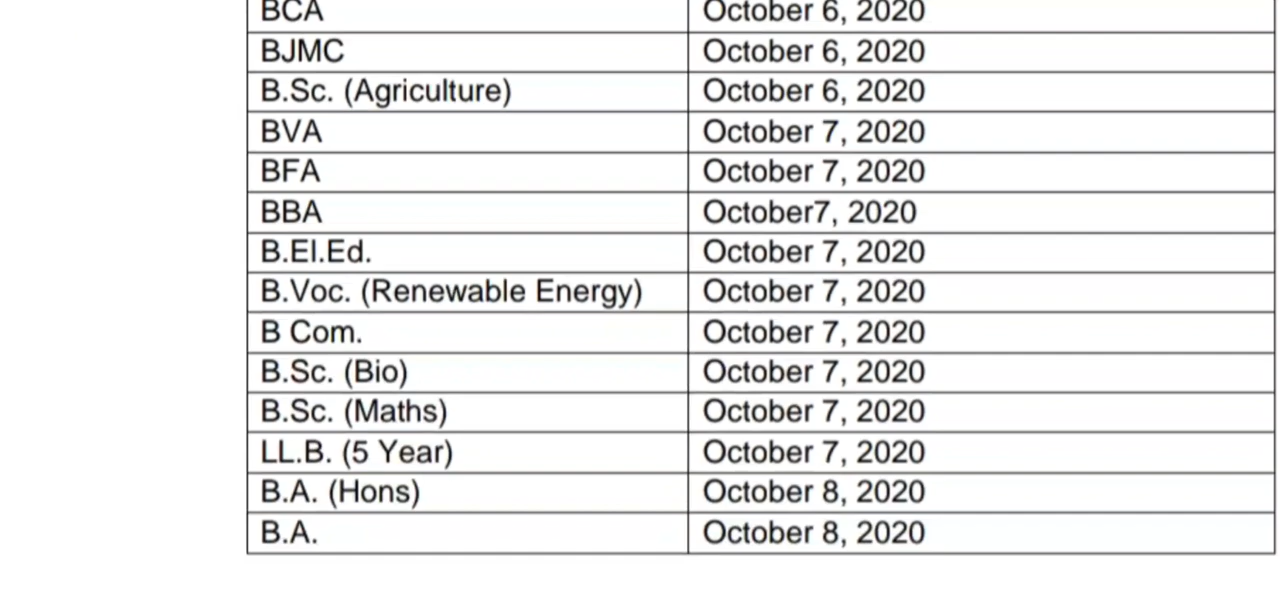 BCA October 6, 2020
BJMC October 6, 2020
B.Sc. (Agriculture) October 6, 2020
BVA October 7, 2020
BFA October 7, 2020
BBA October7, 2020
B.El.Ed. October 7, 2020
B.Voc. (Renewable Energy) October 7, 2020
B Com. October 7, 2020
B.Sc. (Bio) October 7, 2020
B.Sc. (Maths) October 7, 2020
LL.B. (5 Year) October 7, 2020
B.A. (Hons) October 8, 2020
B.A. October 8, 2020